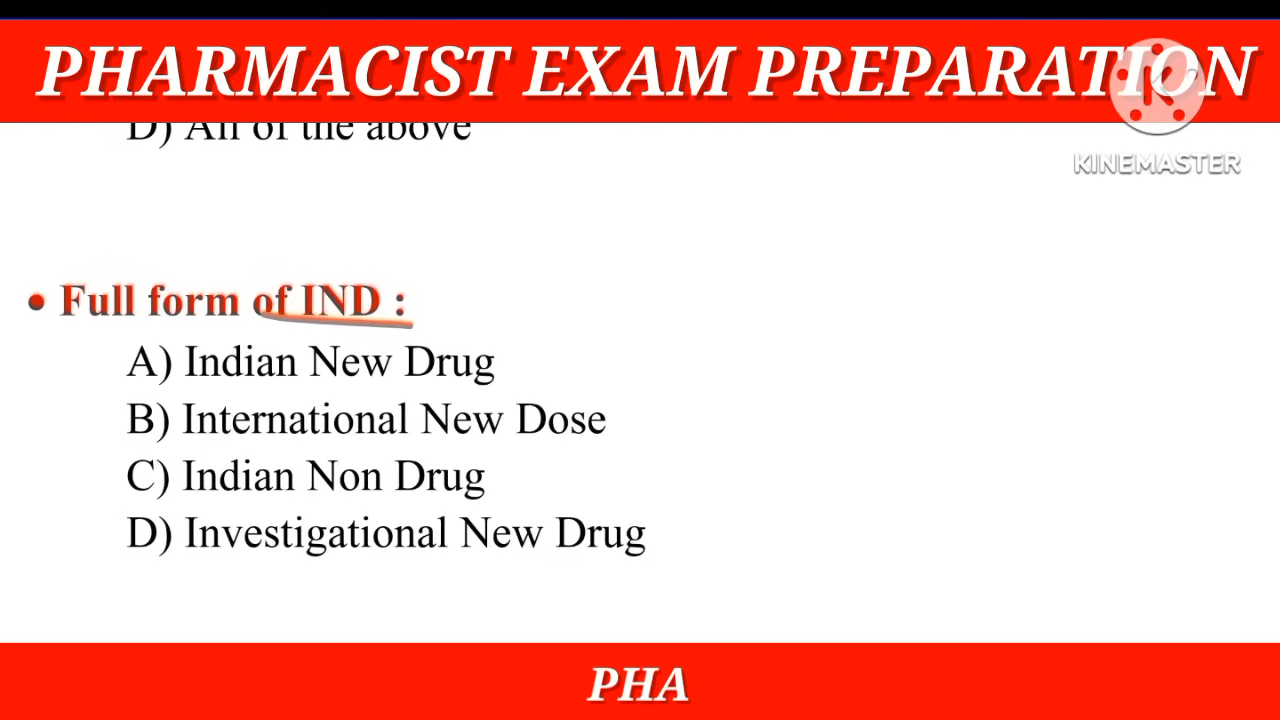 PHARMACIST EXAM PREPARATION
D) All of the above
KINEMASTER
• Full form of IND :
A) Indian New Drug
B) International New Dose
C) Indian Non Drug
D) Investigational New Drug
PHA